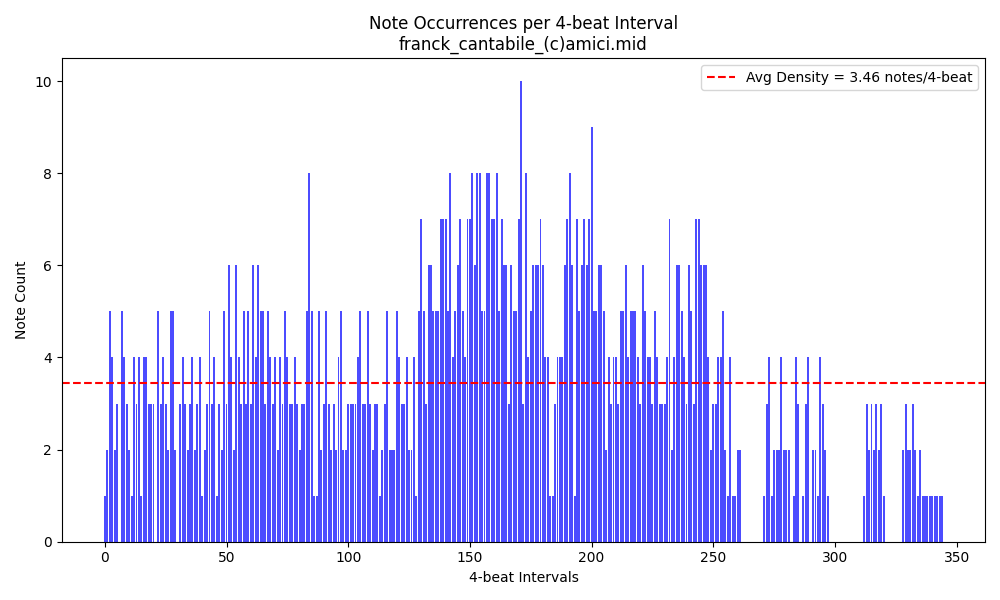 Note Occurrences per 4-beat Interval
franck_cantabile_(c)amici.mid
Avg Density = 3.46 notes/4-beat
Note Count
10
8
6
4
2
0
0 50 100 150 200 250 300 350
4-beat Intervals